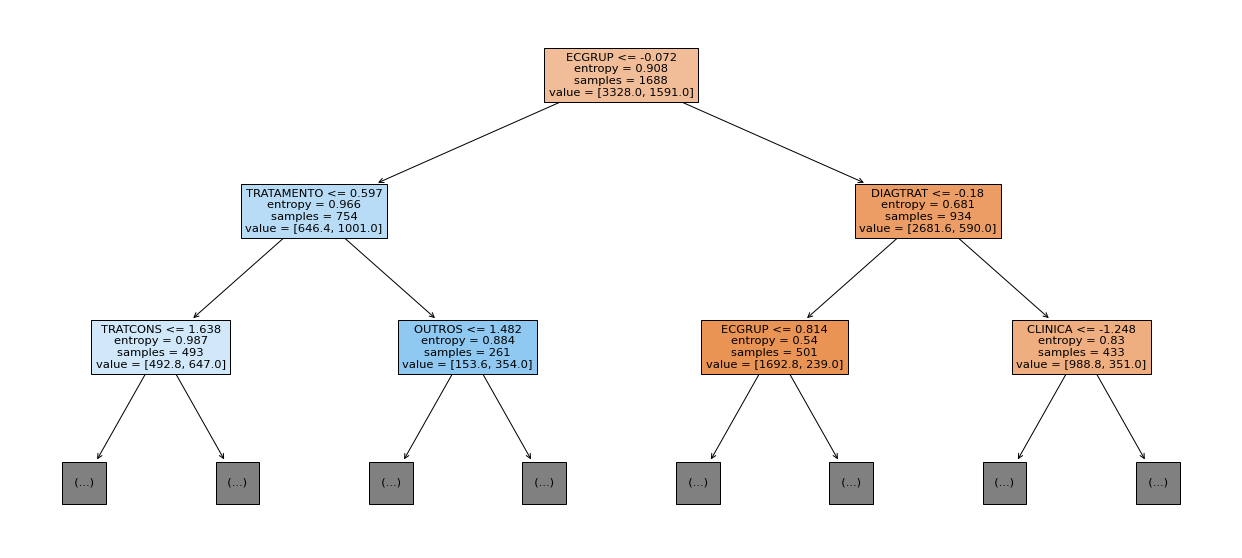 ECGRUP <= -0.072
entropy = 0.908
samples = 1688
value = [3328.0, 1591.0]
TRATAMENTO <= 0.597
entropy = 0.966
samples = 754
value = [646.4, 1001.0]
DIAGTRAT <= -0.18
entropy = 0.681
samples = 934
value = [2681.6, 590.0]
TRATCONS <= 1.638
entropy = 0.987
samples = 493
value = [492.8, 647.0]
OUTROS <= 1.482
entropy = 0.884
samples = 261
value = [153.6, 354.0]
ECGRUP <= 0.814
entropy = 0.54
samples = 501
value = [1692.8, 239.0]
CLINICA <= -1.248
entropy = 0.83
samples = 433
value = [988.8, 351.0]
(...)
(...)
(...)
(...)
(...)
(...)
(...)
(...)